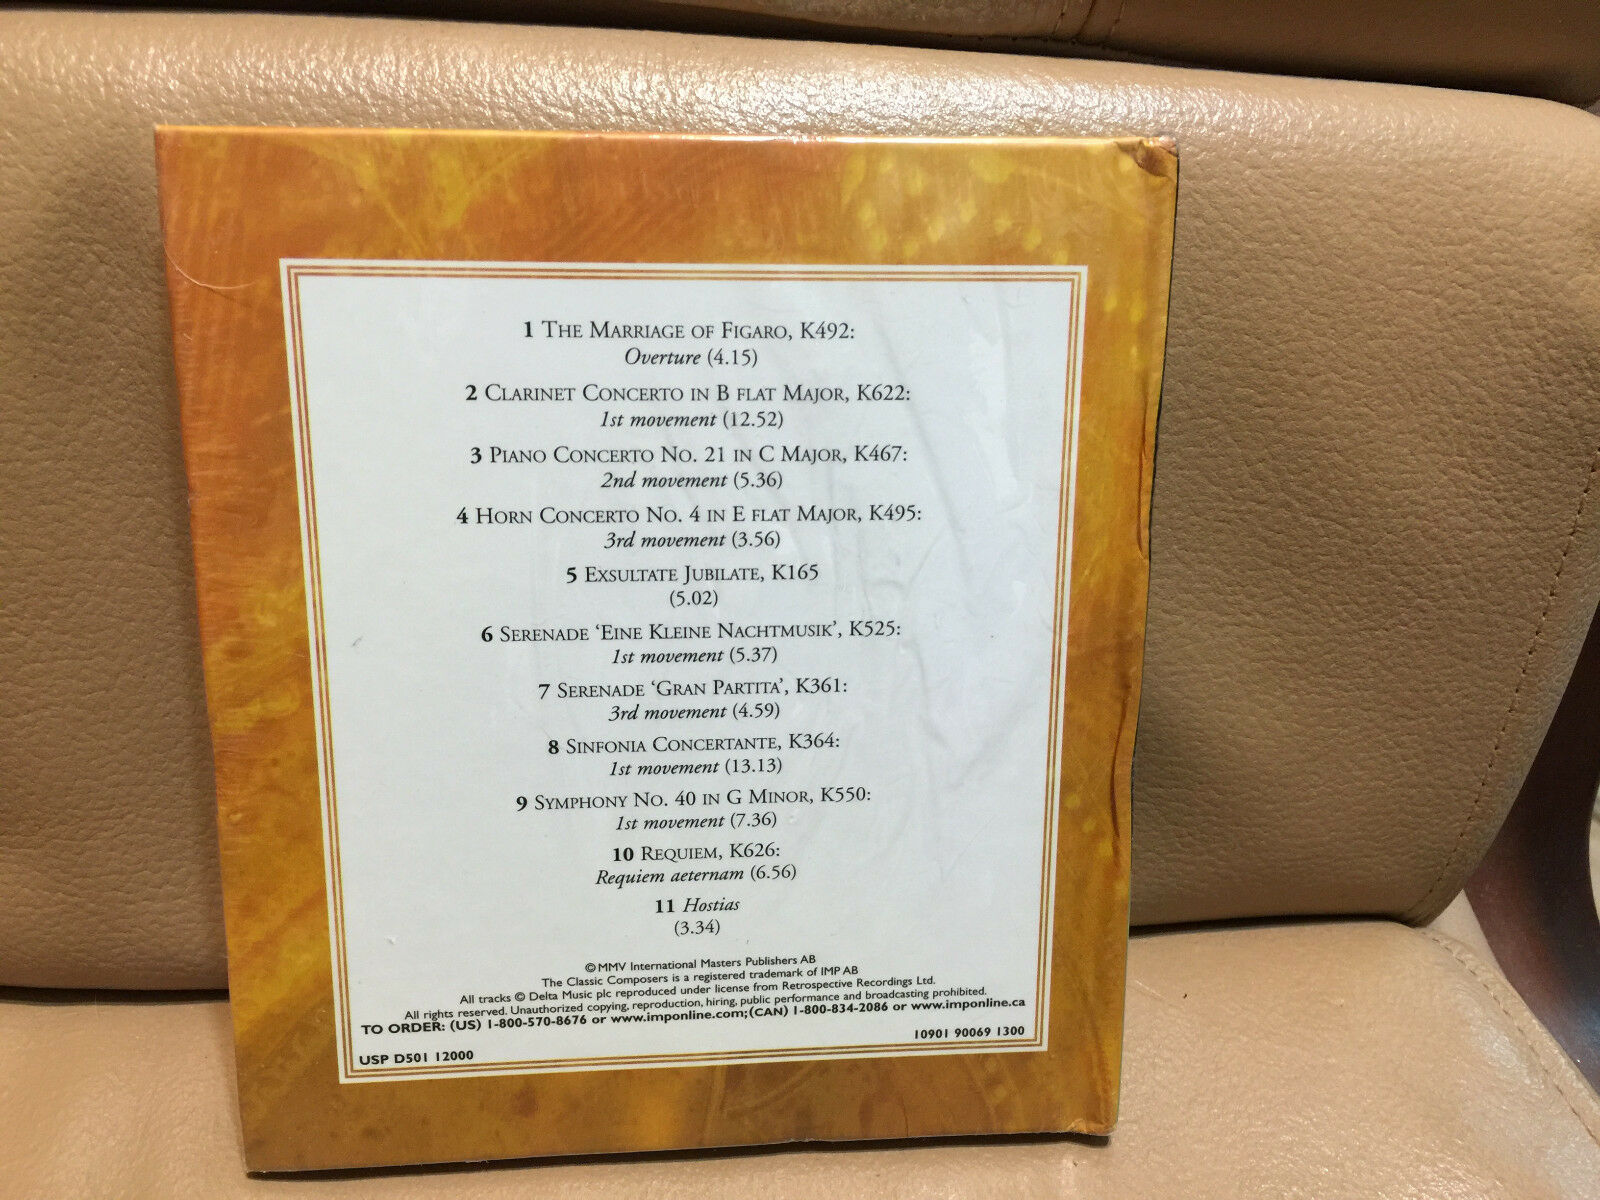 1 The Marriage of Figaro, K492:
Overture (4.15)
2 Clarinet Concerto in B flat Major, K622:
1st movement (12.52)
3 Piano Concerto No. 21 in C Major, K467:
2nd movement (5.36)
4 Horn Concerto No. 4 in E flat Major, K495:
3rd movement (3.56)
5 Exsultate Jubilate, K165
(5.02)
6 Serenade ‘Eine Kleine Nachtmusik’, K525:
1st movement (5.37)
7 Serenade ‘Gran Partita’, K361:
3rd movement (4.59)
8 Sinfonia Concertante, K364:
1st movement (13.13)
9 Symphony No. 40 in G Minor, K550:
1st movement (7.36)
10 Requiem, K626:
Requiem aeternam (6.56)
11 Hostias
(3.34)
© MMV International Masters Publishers AB
The Classic Composers is a registered trademark of IMP AB
All tracks © Delta Music plc reproduced under license from Retrospective Recordings Ltd.
All rights reserved. Unauthorized copying, reproduction, hiring, public performance and broadcasting prohibited.
TO ORDER: (US) 1-800-570-8676 or www.imponline.com; (CAN) 1-800-834-2086 or www.imponline.ca
10901 90069 1300
USP D501 12000